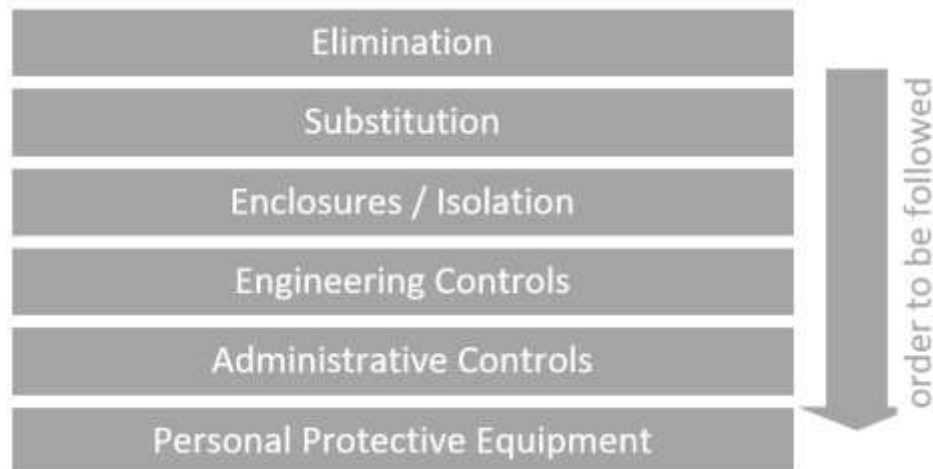 Elimination
Substitution
Enclosures / Isolation
Engineering Controls
Administrative Controls
Personal Protective Equipment
order to be followed